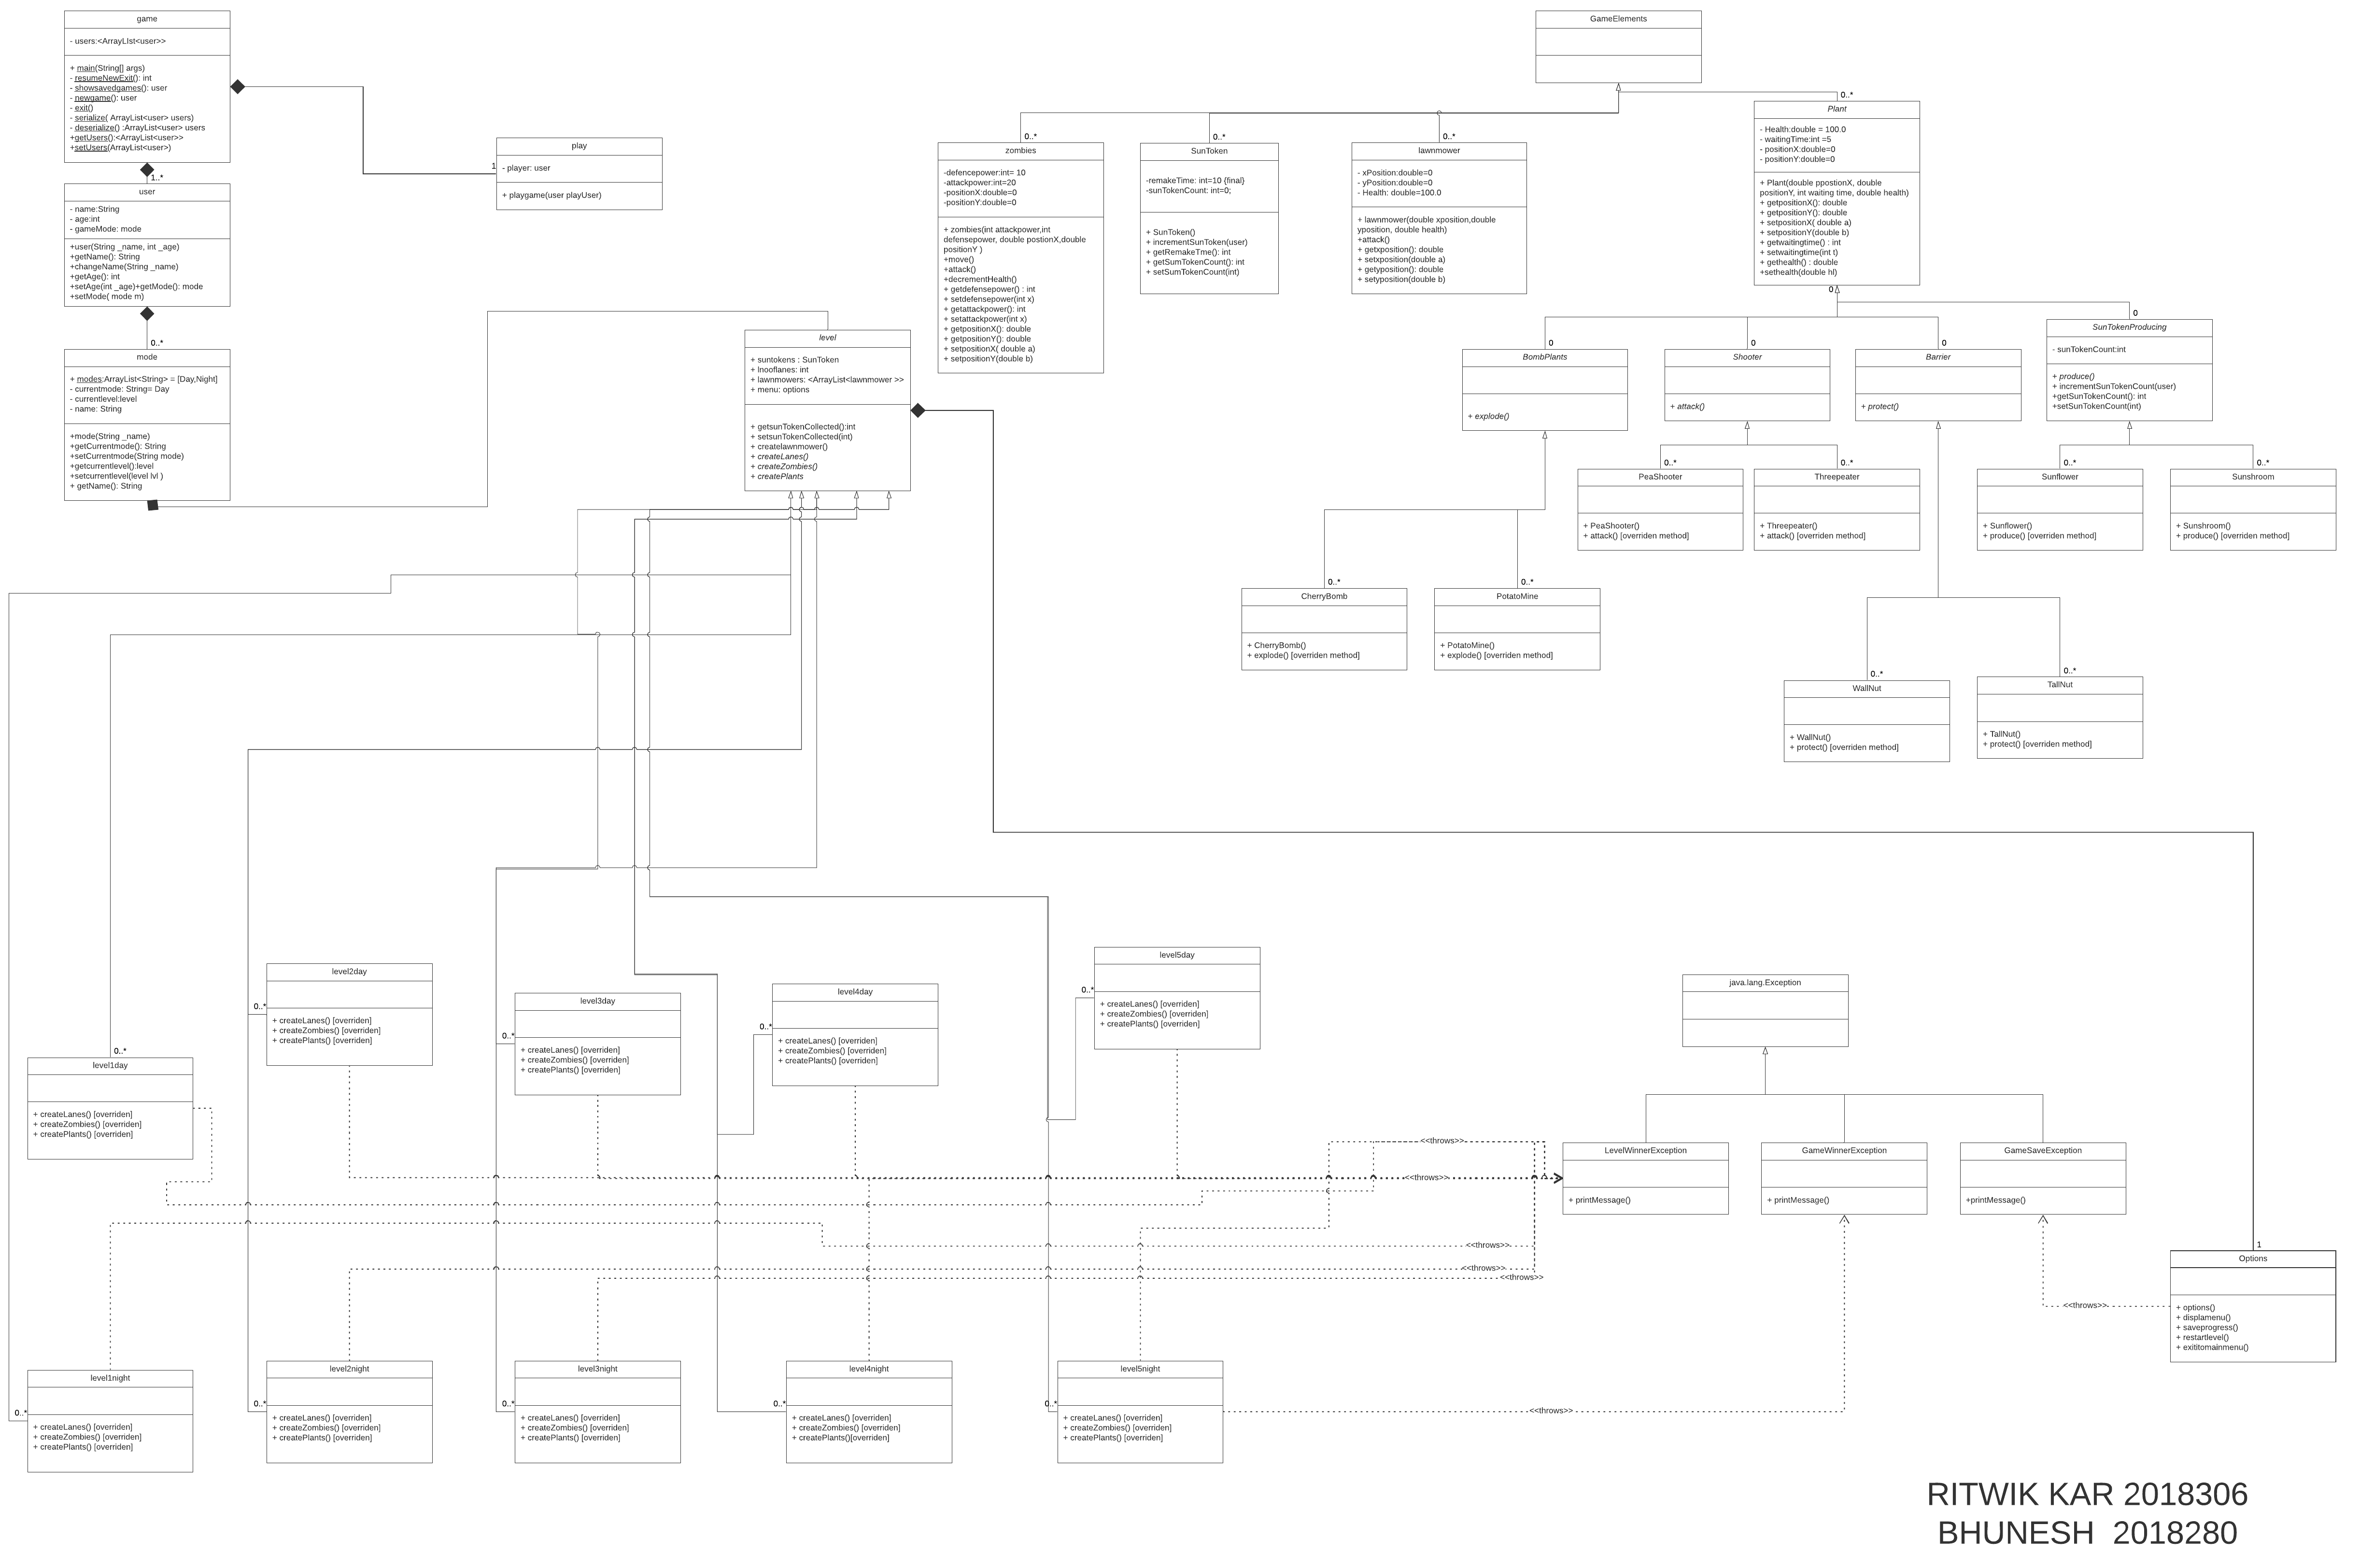 game
- users:<ArrayLIst<user>>
+ main(String[] args)
- resumeNewExit(): int
- showsavedgames(): user
- newgame(): user
- exit()
- serialize( ArrayList<user> users)
- deserialize() :ArrayList<user> users
+getUsers():<ArrayList<user>>
+setUsers(ArrayList<user>)
1..*
user
- name:String
- age:int
- gameMode: mode
+user(String _name, int _age)
+getName(): String
+changeName(String _name)
+getAge(): int
+setAge(int _age)+getMode(): mode
+setMode( mode m)
0..*
mode
+ modes:ArrayList<String> = [Day,Night]
- currentmode: String= Day
- currentlevel:level
- name: String
+mode(String _name)
+getCurrentmode(): String
+setCurrentmode(String mode)
+getcurrentlevel():level
+setcurrentlevel(level lvl )
+ getName(): String
1
play
- player: user
+ playgame(user playUser)
level
+ suntokens : SunToken
+ lnooflanes: int
+ lawnmowers: <ArrayList<lawnmower >>
+ menu: options
+ getsunTokenCollected():int
+ setsunTokenCollected(int)
+ createlawnmower()
+ createLanes()
+ createZombies()
+ createPlants
GameElements
0..*
zombies
-defencepower:int= 10
-attackpower:int=20
-positionX:double=0
-positionY:double=0
+ zombies(int attackpower,int
defensepower, double postionX,double
positionY )
+move()
+attack()
+decrementHealth()
+ getdefensepower() : int
+ setdefensepower(int x)
+ getattackpower(): int
+ setattackpower(int x)
+ getpositionX(): double
+ getpositionY(): double
+ setpositionX( double a)
+ setpositionY(double b)
0..*
SunToken
-remakeTime: int=10 {final}
-sunTokenCount: int=0;
+ SunToken()
+ incrementSunToken(user)
+ getRemakeTme(): int
+ getSumTokenCount(): int
+ setSumTokenCount(int)
0..*
lawnmower
- xPosition:double=0
- yPosition:double=0
- Health: double=100.0
+ lawnmower(double xposition,double
yposition, double health)
+attack()
+ getxposition(): double
+ setxposition(double a)
+ getyposition(): double
+ setyposition(double b)
0..*
Plant
- Health:double = 100.0
- waitingTime:int =5
- positionX:double=0
- positionY:double=0
+ Plant(double ppostionX, double
positionY, int waiting time, double health)
+ getpositionX(): double
+ getpositionY(): double
+ setpositionX( double a)
+ setpositionY(double b)
+ getwaitingtime() : int
+ setwaitingtime(int t)
+ gethealth() : double
+sethealth(double hl)
0
0
BombPlants
+ explode()
0
Shooter
+ attack()
0
Barrier
+ protect()
0
SunTokenProducing
- sunTokenCount:int
+ produce()
+ incrementSunTokenCount(user)
+getSunTokenCount(): int
+setSunTokenCount(int)
0..*
PeaShooter
+ PeaShooter()
+ attack() [overriden method]
0..*
Threepeater
+ Threepeater()
+ attack() [overriden method]
0..*
Sunflower
+ Sunflower()
+ produce() [overriden method]
0..*
Sunshroom
+ Sunshroom()
+ produce() [overriden method]
0..*
CherryBomb
+ CherryBomb()
+ explode() [overriden method]
0..*
PotatoMine
+ PotatoMine()
+ explode() [overriden method]
0..*
WallNut
+ WallNut()
+ protect() [overriden method]
0..*
TallNut
+ TallNut()
+ protect() [overriden method]
0..*
level1day
+ createLanes() [overriden]
+ createZombies() [overriden]
+ createPlants() [overriden]
0..*
level2day
+ createLanes() [overriden]
+ createZombies() [overriden]
+ createPlants() [overriden]
0..*
level3day
+ createLanes() [overriden]
+ createZombies() [overriden]
+ createPlants() [overriden]
0..*
level4day
+ createLanes() [overriden]
+ createZombies() [overriden]
+ createPlants() [overriden]
0..*
level5day
+ createLanes() [overriden]
+ createZombies() [overriden]
+ createPlants() [overriden]
java.lang.Exception
LevelWinnerException
+ printMessage()
GameWinnerException
+ printMessage()
GameSaveException
+printMessage()
<<throws>>
<<throws>>
<<throws>>
<<throws>>
<<throws>>
<<throws>>
<<throws>>
1
Options
+ options()
+ displamenu()
+ saveprogress()
+ restartlevel()
+ exititomainmenu()
0..*
level1night
+ createLanes() [overriden]
+ createZombies() [overriden]
+ createPlants() [overriden]
0..*
level2night
+ createLanes() [overriden]
+ createZombies() [overriden]
+ createPlants() [overriden]
0..*
level3night
+ createLanes() [overriden]
+ createZombies() [overriden]
+ createPlants() [overriden]
0..*
level4night
+ createLanes() [overriden]
+ createZombies() [overriden]
+ createPlants()[overriden]
0..*
level5night
+ createLanes() [overriden]
+ createZombies() [overriden]
+ createPlants() [overriden]
RITWIK KAR 2018306
BHUNESH 2018280